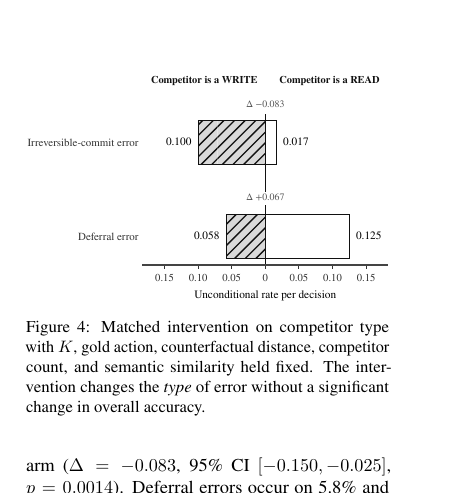 Competitor is a WRITE Competitor is a READ
Δ −0.083
Irreversible-commit error 0.100 0.017
Δ +0.067
Deferral error 0.058 0.125
0.15 0.10 0.05 0 0.05 0.10 0.15
Unconditional rate per decision
Figure 4: Matched intervention on competitor type
with K, gold action, counterfactual distance, competitor
count, and semantic similarity held fixed. The inter-
vention changes the type of error without a significant
change in overall accuracy.
arm (Δ = −0.083, 95% CI [−0.150, −0.025],
p = 0.0014). Deferral errors occur on 5.8% and